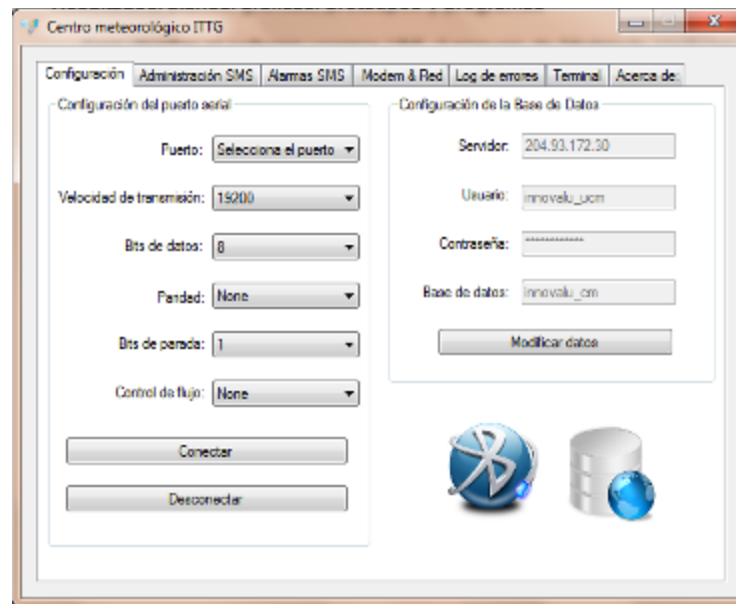 Centro meteorológico ITTG
Configuración Administración SMS Alarmas SMS Modem & Red Log de errores Terminal Acerca de:
Configuración del puerto serial
Puerto: Selecciona el puerto
Velocidad de transmisión: 19200
Bits de datos: 8
Paridad: None
Bits de parada: 1
Control de flujo: None
Conectar
Desconectar
Configuración de la Base de Datos
Servidor: 204.93.172.30
Usuario: innovalu_ucm
Contraseña: ************
Base de datos: innovalu_cm
Modificar datos